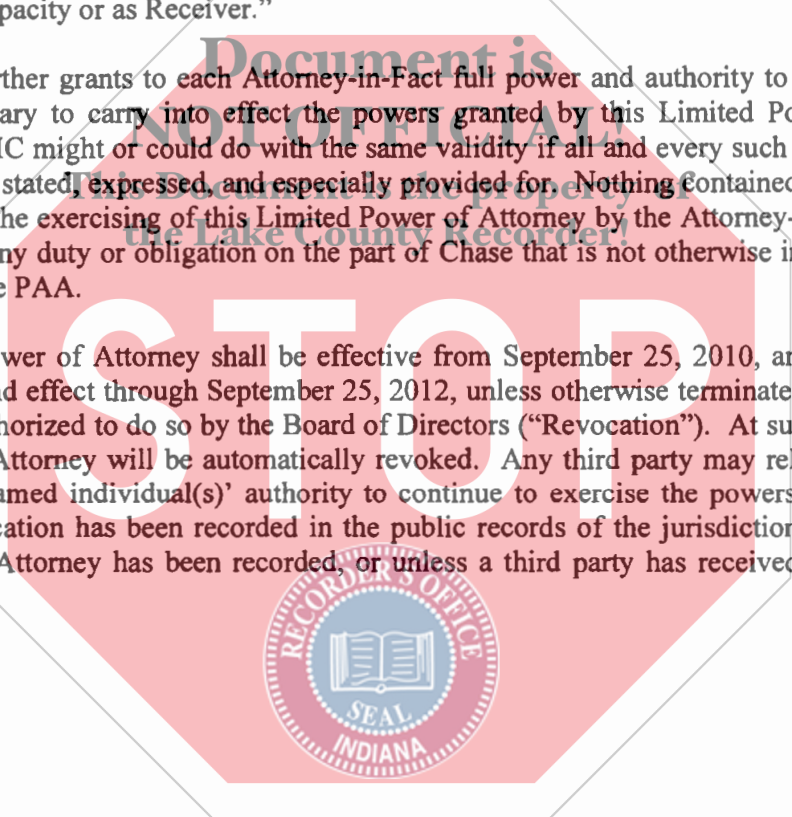 pacity or as Receiver."
Document is
ther grants to each Attorney-in-Fact full power and authority to
NOT OFFICIAL!
ary to carry into effect the powers granted by this Limited Po
IC might or could do with the same validity if all and every such
This Document is the property of
stated, expressed, and especially provided for. Nothing contained
he exercising of this Limited Power of Attorney by the Attorney-
the Lake County Recorder!
ny duty or obligation on the part of Chase that is not otherwise i
e PAA.
STOP
wer of Attorney shall be effective from September 25, 2010, an
nd effect through September 25, 2012, unless otherwise terminate
horized to do so by the Board of Directors ("Revocation"). At su
Attorney will be automatically revoked. Any third party may rel
amed individual(s)' authority to continue to exercise the powers
cation has been recorded in the public records of the jurisdiction
Attorney has been recorded, or unless a third party has received
RECORDER'S OFFICE
SEAL
INDIANA